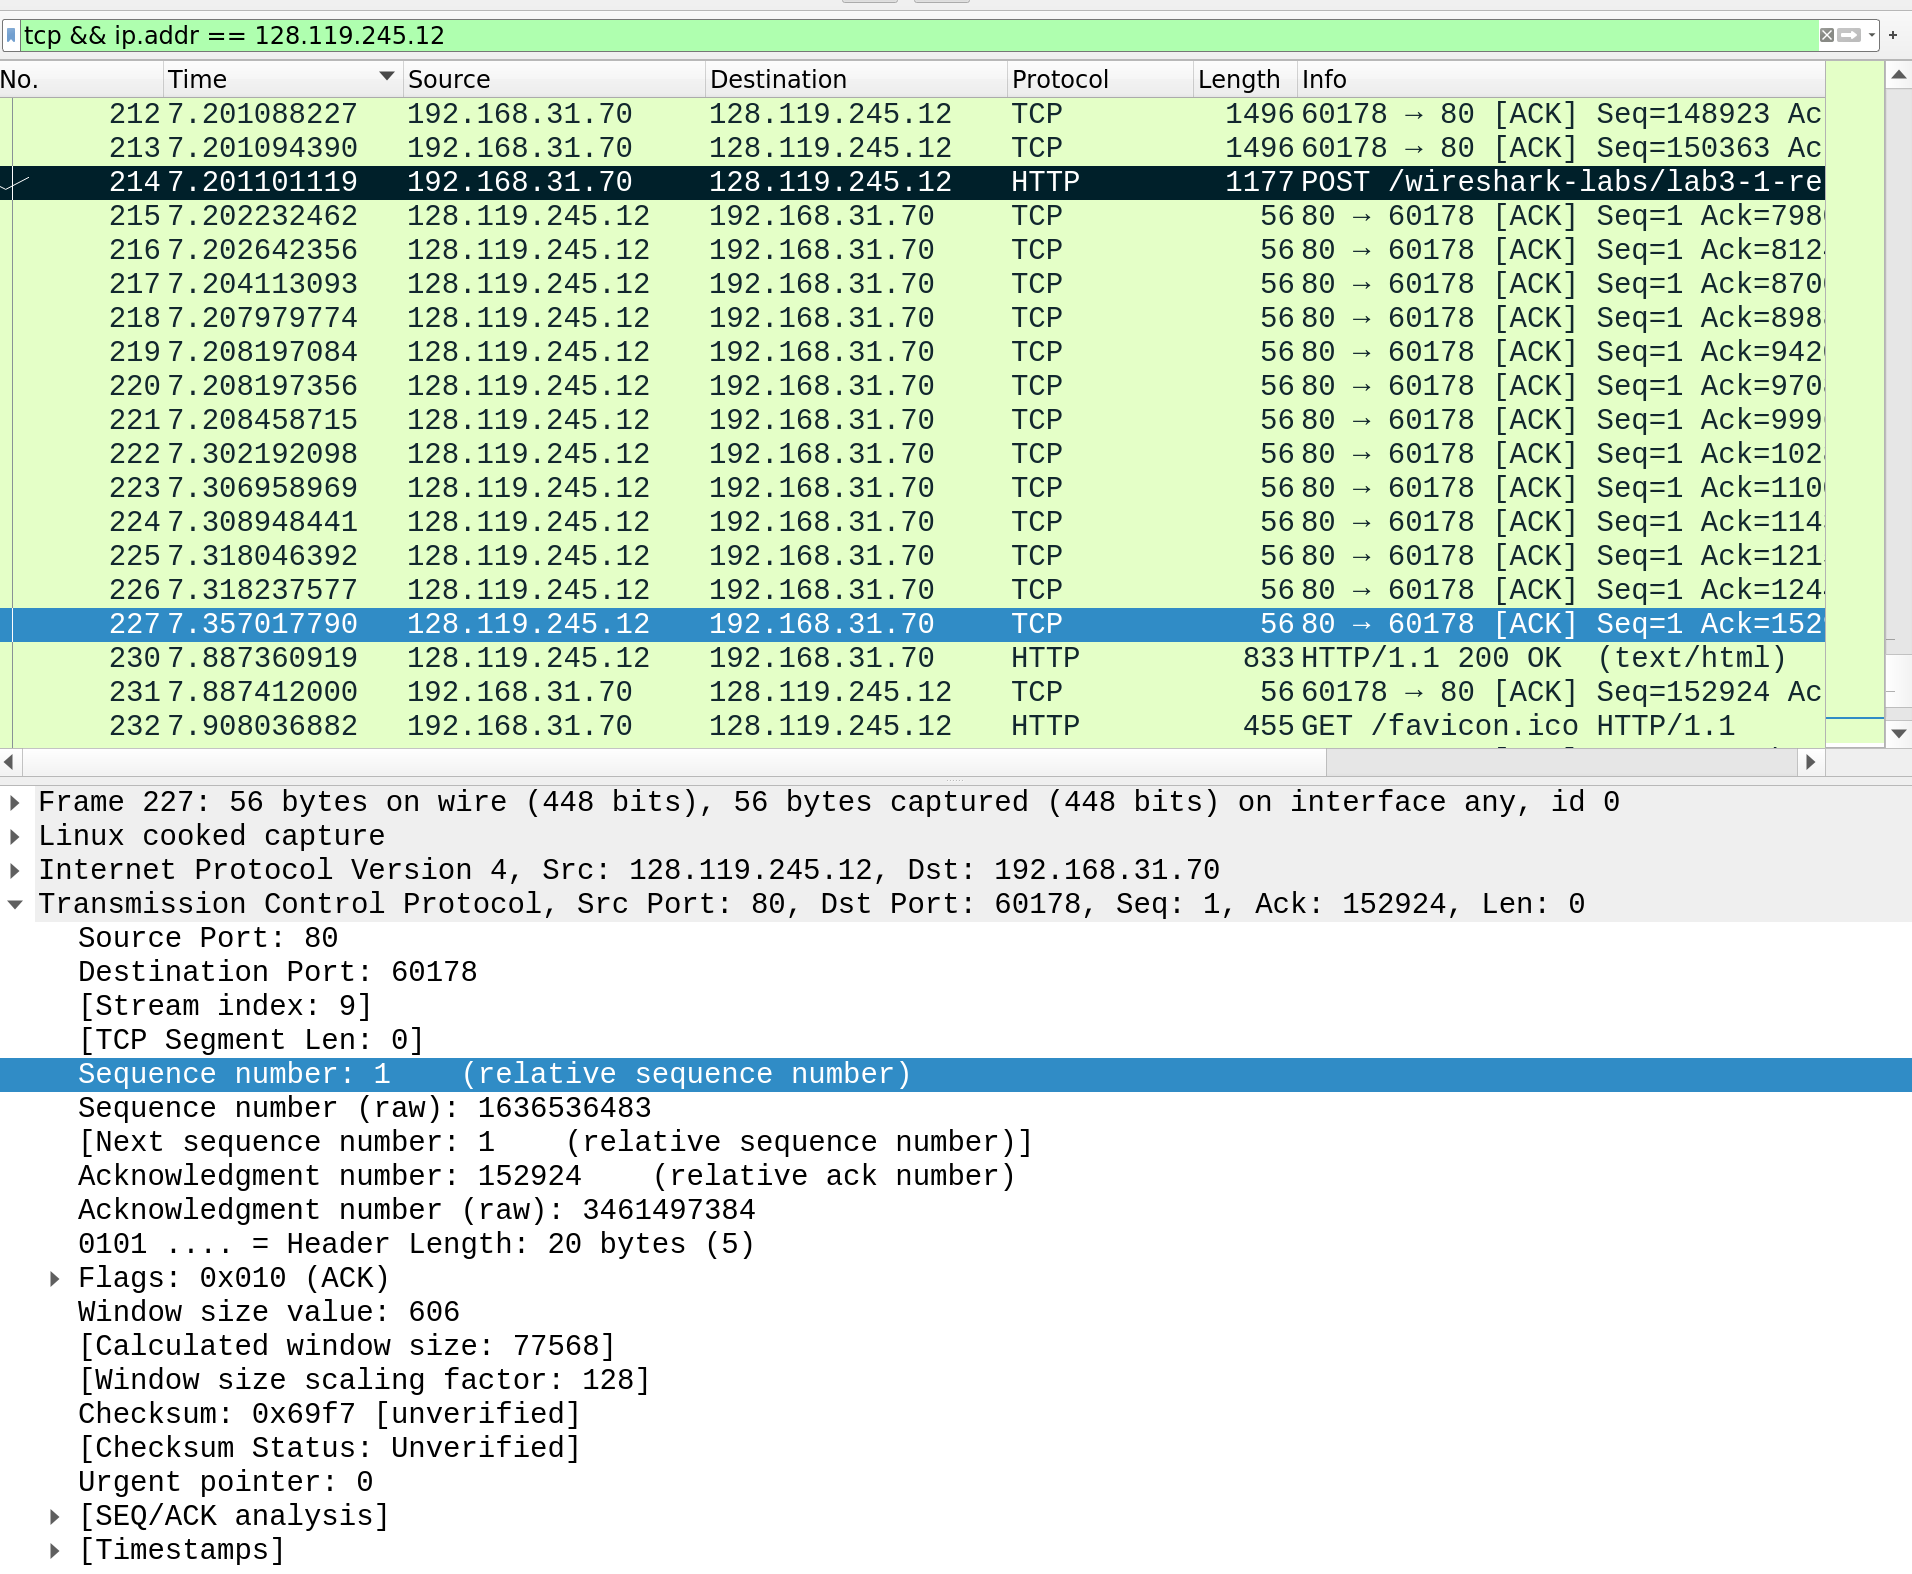 tcp && ip.addr == 128.119.245.12
No. Time Source Destination Protocol Length Info
212 7.201088227 192.168.31.70 128.119.245.12 TCP 1496 60178 → 80 [ACK] Seq=148923 Ac
213 7.201094390 192.168.31.70 128.119.245.12 TCP 1496 60178 → 80 [ACK] Seq=150363 Ac
214 7.201101119 192.168.31.70 128.119.245.12 HTTP 1177 POST /wireshark-labs/lab3-1-re
215 7.202232462 128.119.245.12 192.168.31.70 TCP 56 80 → 60178 [ACK] Seq=1 Ack=798
216 7.202642356 128.119.245.12 192.168.31.70 TCP 56 80 → 60178 [ACK] Seq=1 Ack=812
217 7.204113093 128.119.245.12 192.168.31.70 TCP 56 80 → 60178 [ACK] Seq=1 Ack=870
218 7.207979774 128.119.245.12 192.168.31.70 TCP 56 80 → 60178 [ACK] Seq=1 Ack=898
219 7.208197084 128.119.245.12 192.168.31.70 TCP 56 80 → 60178 [ACK] Seq=1 Ack=942
220 7.208197356 128.119.245.12 192.168.31.70 TCP 56 80 → 60178 [ACK] Seq=1 Ack=970
221 7.208458715 128.119.245.12 192.168.31.70 TCP 56 80 → 60178 [ACK] Seq=1 Ack=999
222 7.302192098 128.119.245.12 192.168.31.70 TCP 56 80 → 60178 [ACK] Seq=1 Ack=102
223 7.306958969 128.119.245.12 192.168.31.70 TCP 56 80 → 60178 [ACK] Seq=1 Ack=110
224 7.308948441 128.119.245.12 192.168.31.70 TCP 56 80 → 60178 [ACK] Seq=1 Ack=114
225 7.318046392 128.119.245.12 192.168.31.70 TCP 56 80 → 60178 [ACK] Seq=1 Ack=121
226 7.318237577 128.119.245.12 192.168.31.70 TCP 56 80 → 60178 [ACK] Seq=1 Ack=124
227 7.357017790 128.119.245.12 192.168.31.70 TCP 56 80 → 60178 [ACK] Seq=1 Ack=152
230 7.887360919 128.119.245.12 192.168.31.70 HTTP 833 HTTP/1.1 200 OK (text/html)
231 7.887412000 192.168.31.70 128.119.245.12 TCP 56 60178 → 80 [ACK] Seq=152924 Ac
232 7.908036882 192.168.31.70 128.119.245.12 HTTP 455 GET /favicon.ico HTTP/1.1
Frame 227: 56 bytes on wire (448 bits), 56 bytes captured (448 bits) on interface any, id 0
Linux cooked capture
Internet Protocol Version 4, Src: 128.119.245.12, Dst: 192.168.31.70
Transmission Control Protocol, Src Port: 80, Dst Port: 60178, Seq: 1, Ack: 152924, Len: 0
Source Port: 80
Destination Port: 60178
[Stream index: 9]
[TCP Segment Len: 0]
Sequence number: 1 (relative sequence number)
Sequence number (raw): 1636536483
[Next sequence number: 1 (relative sequence number)]
Acknowledgment number: 152924 (relative ack number)
Acknowledgment number (raw): 3461497384
0101 .... = Header Length: 20 bytes (5)
Flags: 0x010 (ACK)
Window size value: 606
[Calculated window size: 77568]
[Window size scaling factor: 128]
Checksum: 0x69f7 [unverified]
[Checksum Status: Unverified]
Urgent pointer: 0
[SEQ/ACK analysis]
[Timestamps]